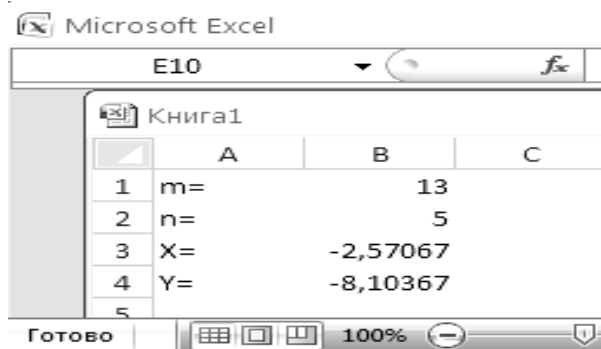 Microsoft Excel
E10 fx
Книга1
A B C
1 m= 13
2 n= 5
3 X= -2,57067
4 Y= -8,10367
5
Готово 100%